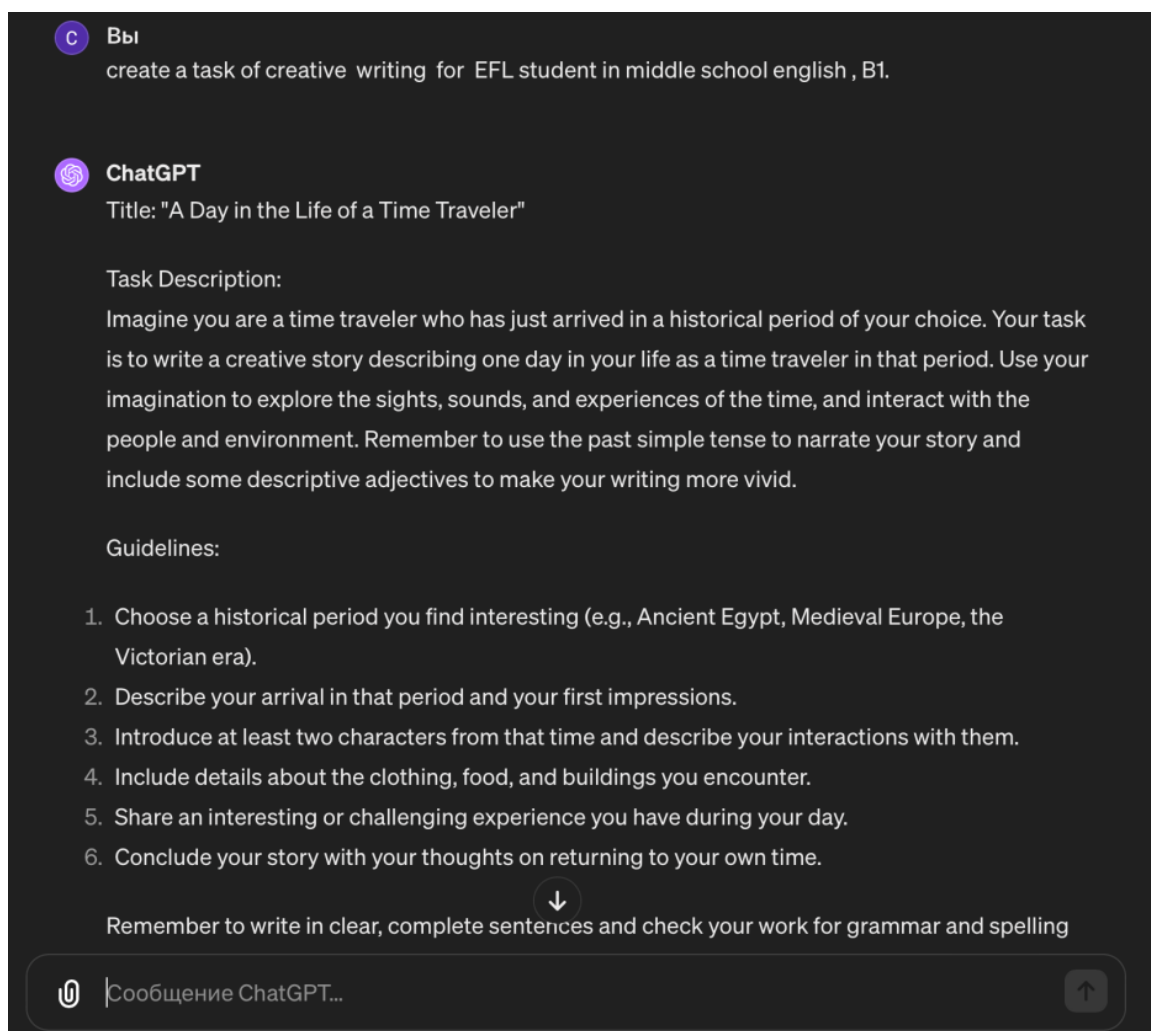 C Вы
create a task of creative writing for EFL student in middle school english , B1.
ChatGPT
Title: "A Day in the Life of a Time Traveler"
Task Description:
Imagine you are a time traveler who has just arrived in a historical period of your choice. Your task
is to write a creative story describing one day in your life as a time traveler in that period. Use your
imagination to explore the sights, sounds, and experiences of the time, and interact with the
people and environment. Remember to use the past simple tense to narrate your story and
include some descriptive adjectives to make your writing more vivid.
Guidelines:
1. Choose a historical period you find interesting (e.g., Ancient Egypt, Medieval Europe, the
Victorian era).
2. Describe your arrival in that period and your first impressions.
3. Introduce at least two characters from that time and describe your interactions with them.
4. Include details about the clothing, food, and buildings you encounter.
5. Share an interesting or challenging experience you have during your day.
6. Conclude your story with your thoughts on returning to your own time.
Remember to write in clear, complete sentences and check your work for grammar and spelling
Сообщение ChatGPT...